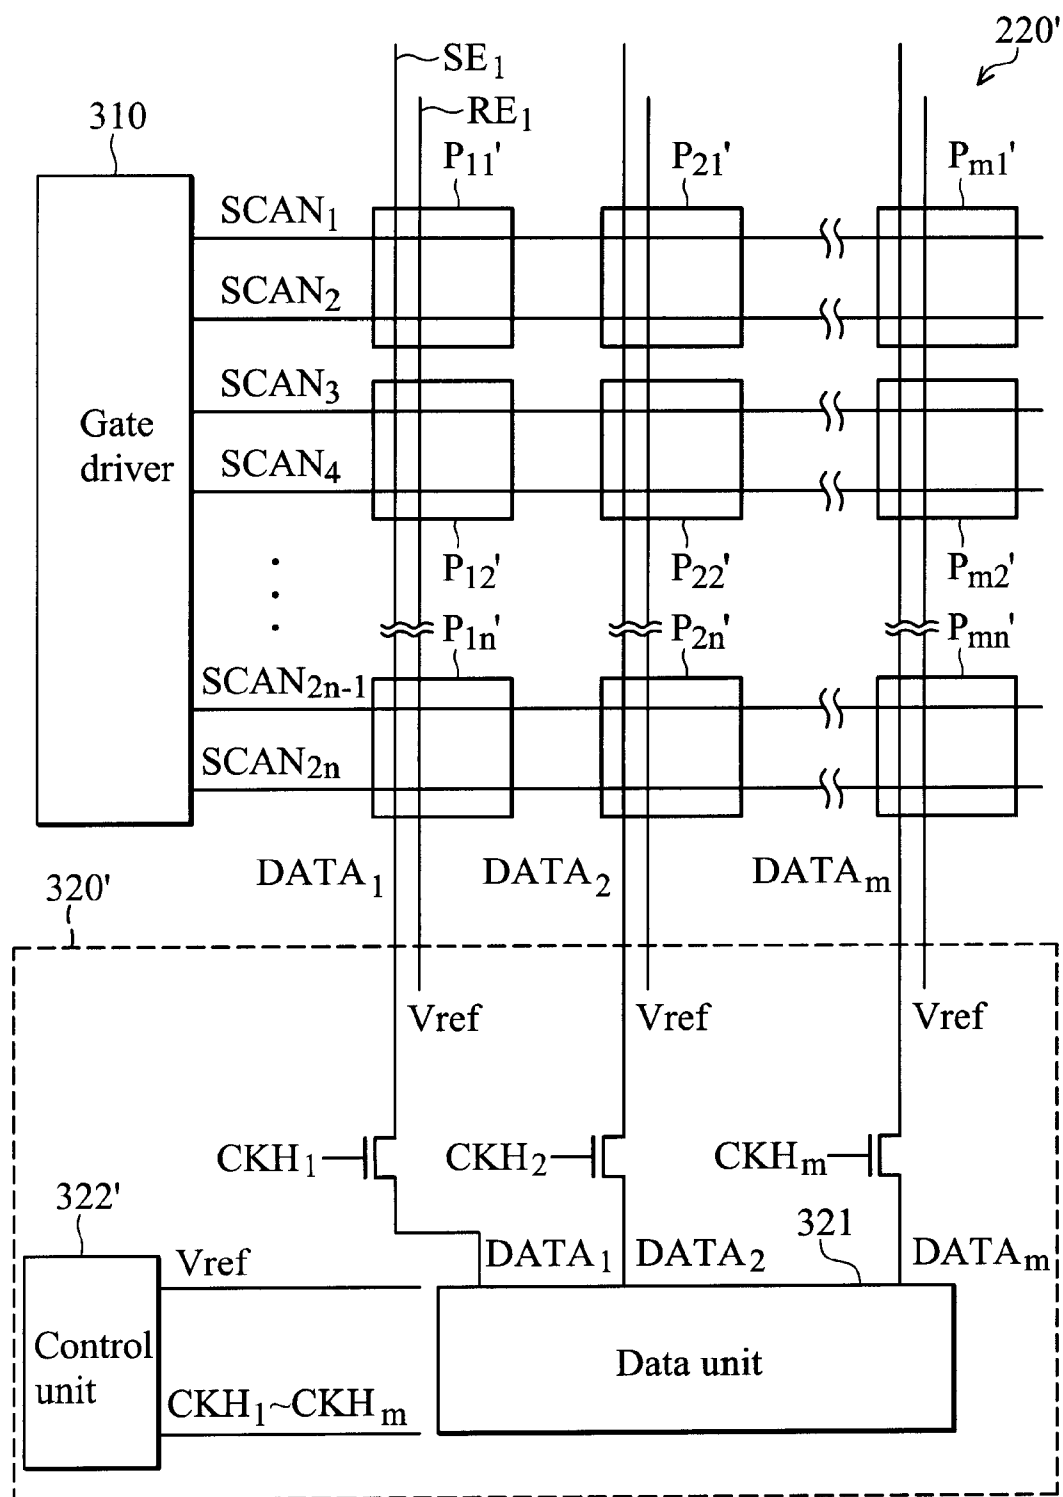 220'
SE1
RE1
310
P11'
P21'
Pm1'
SCAN1
SCAN2
SCAN3
Gate
driver
SCAN4
P12'
P22'
Pm2'
P1n'
P2n'
Pmn'
SCAN2n-1
SCAN2n
DATA1
DATA2
DATAm
320'
Vref
Vref
Vref
CKH1
CKH2
CKHm
322'
321
Vref
DATA1
DATA2
DATAm
Control
unit
Data unit
CKH1~CKHm